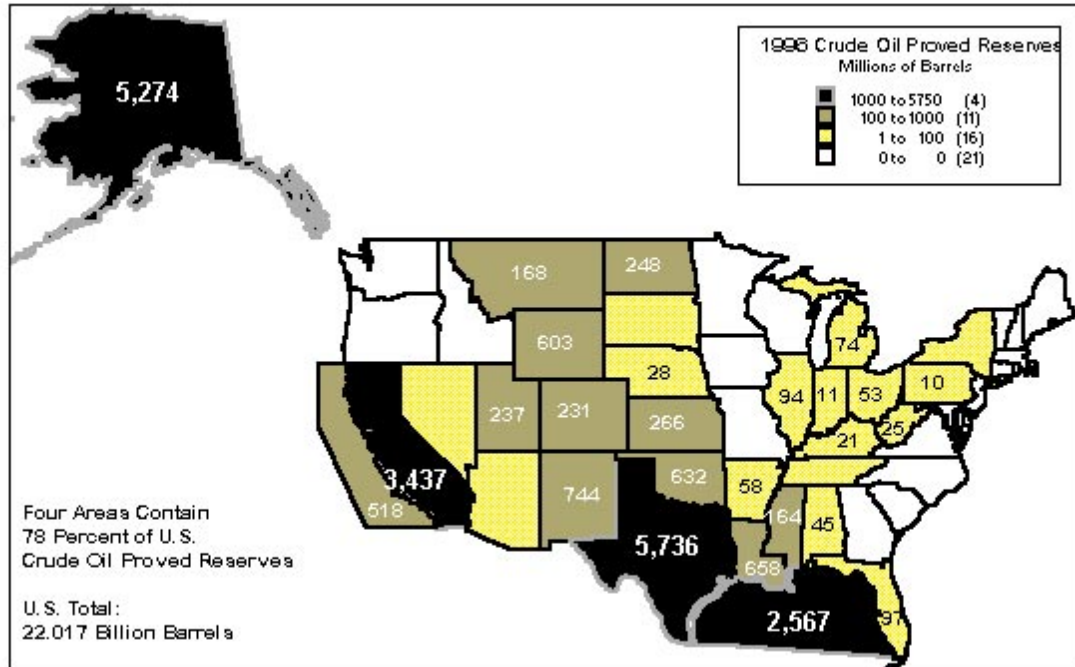 1996 Crude Oil Proved Reserves
Millions of Barrels
1000 to 5750 (4)
100 to 1000 (11)
1 to 100 (16)
0 to 0 (21)
5,274
168
248
603
28
74
94
11
53
10
237
231
266
21
25
3,437
518
744
632
58
164
45
5,736
658
2,567
97
Four Areas Contain
78 Percent of U.S.
Crude Oil Proved Reserves
U.S. Total:
22.017 Billion Barrels